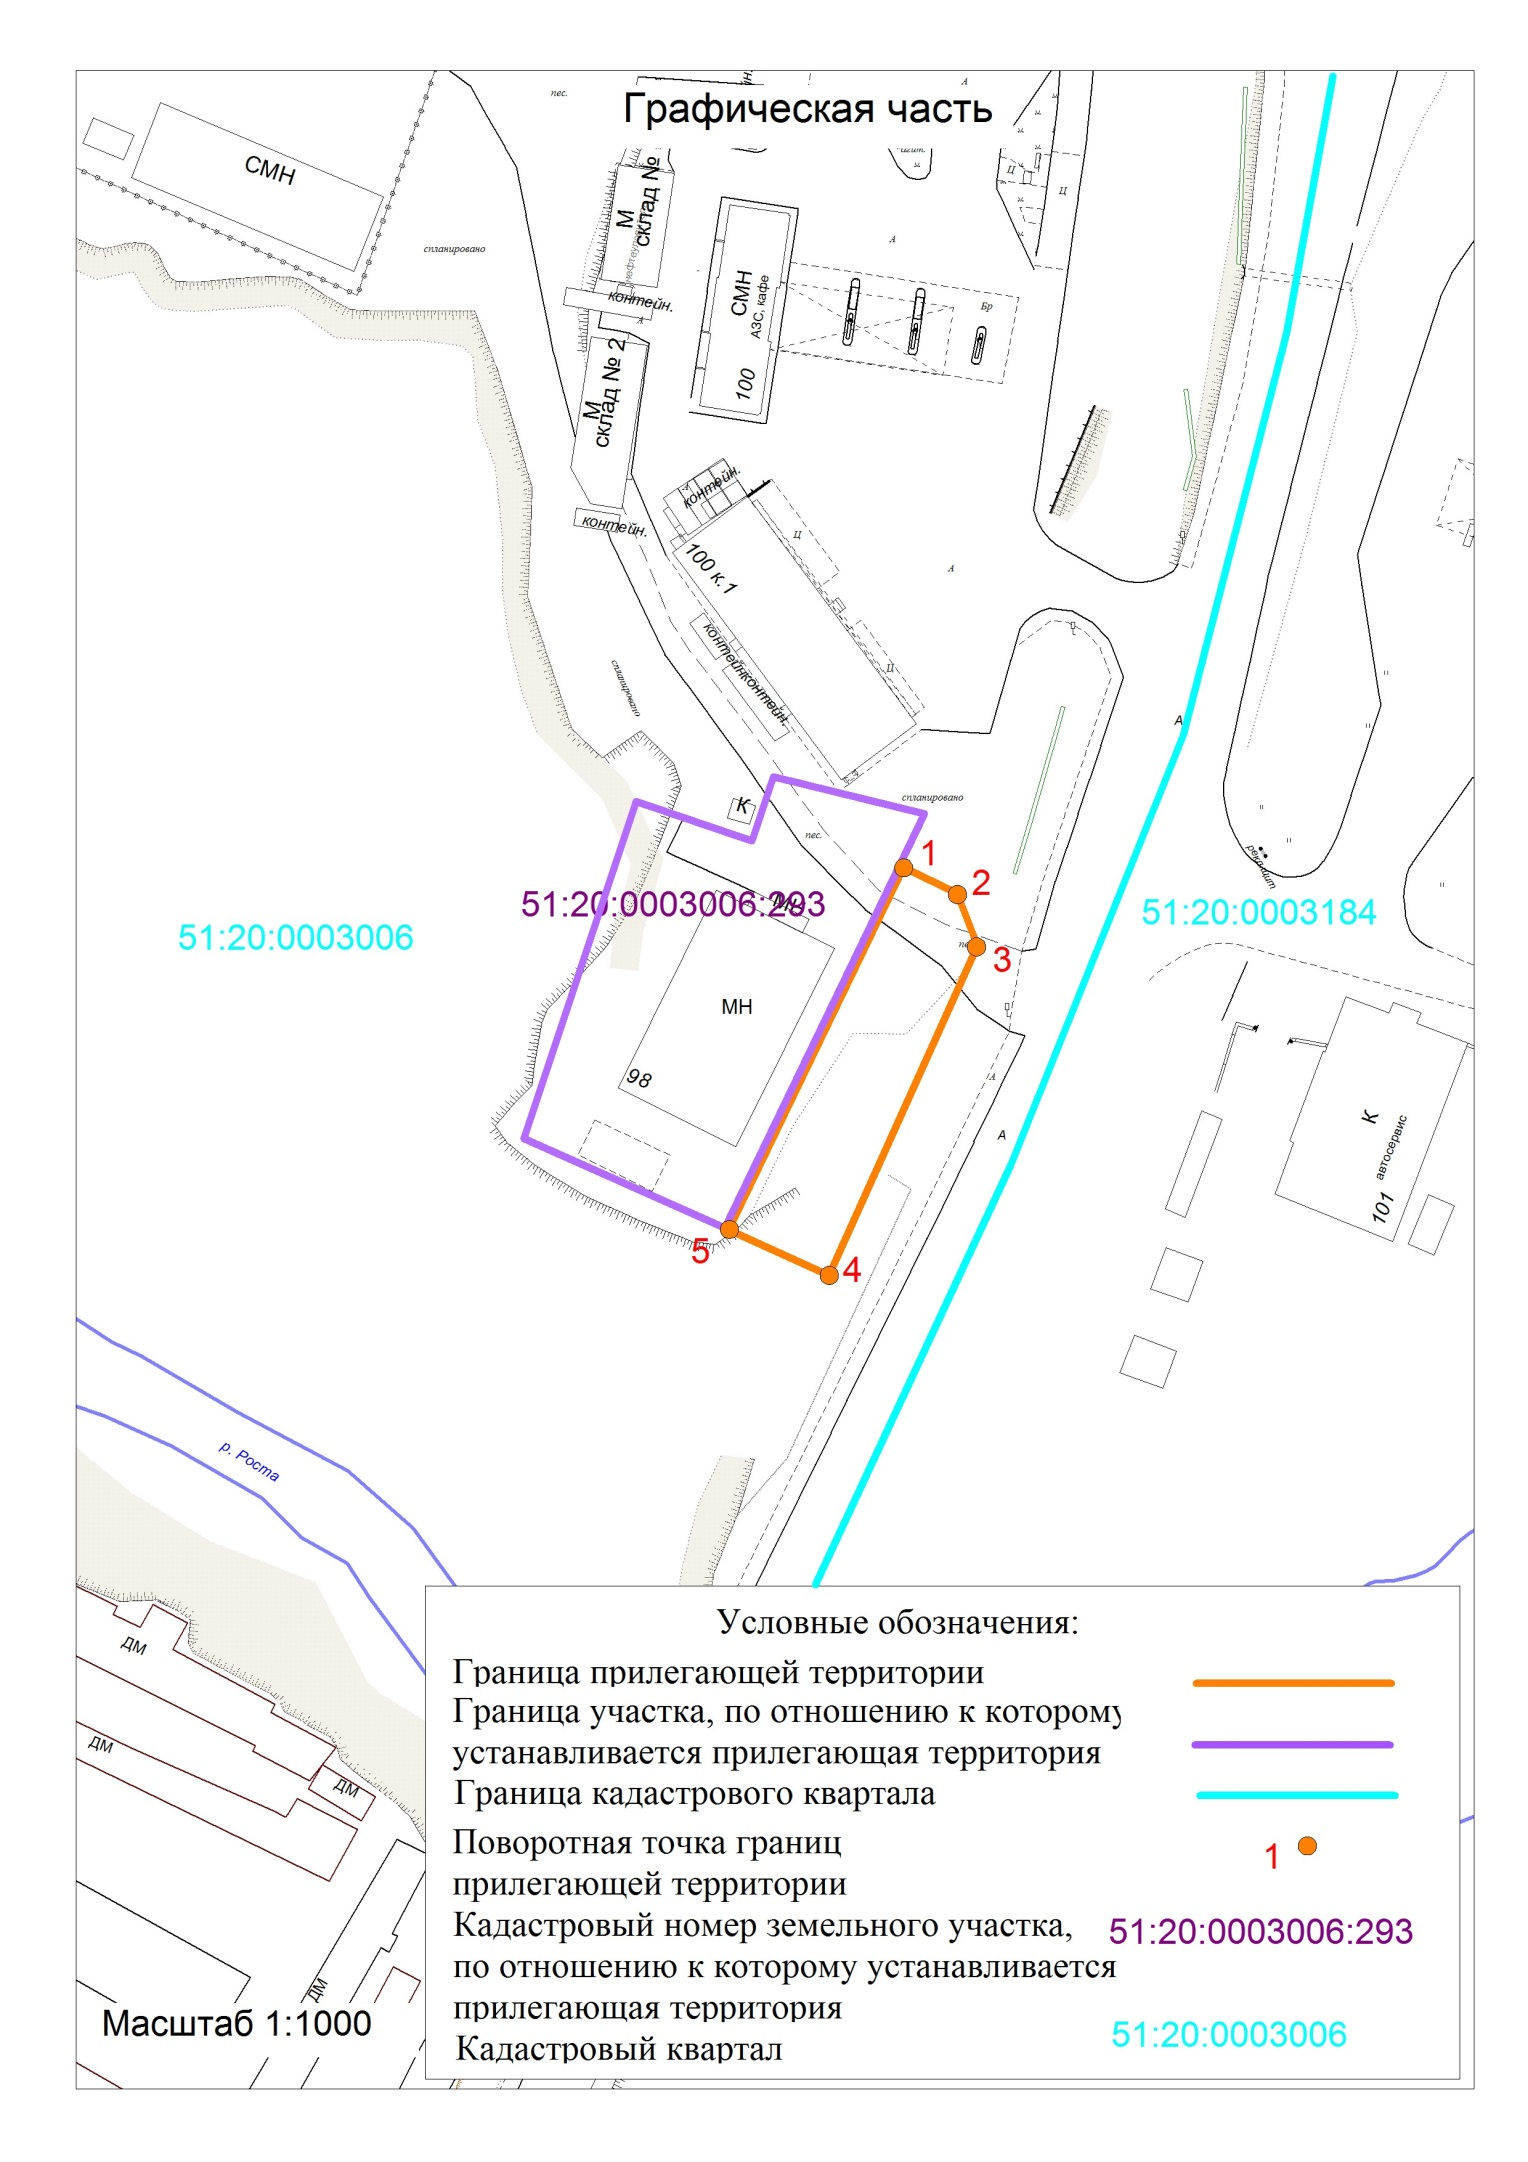 Графическая часть
пес.
А
СМН
спланировано
М
склад №
контейн.
А
СМН
АЗС, кафе
100
А
Бр
Ц
Ц
М
склад № 2
контейн.
контейн.
100 к.1
Ц
А
контейн.
контейн.
Ц
спланировано
А
К
спланировано
пес.
1
2
3
51:20:0003006:293
МН
51:20:0003006
51:20:0003184
МН
98
А
А
К
автосервис
101
5
4
р. Роста
ДМ
ДМ
ДМ
ДМ
Масштаб 1:1000
Условные обозначения:
Граница прилегающей территории
Граница участка, по отношению к которому
устанавливается прилегающая территория
Граница кадастрового квартала
Поворотная точка границ
прилегающей территории
1
Кадастровый номер земельного участка,
по отношению к которому устанавливается
прилегающая территория
51:20:0003006:293
Кадастровый квартал
51:20:0003006